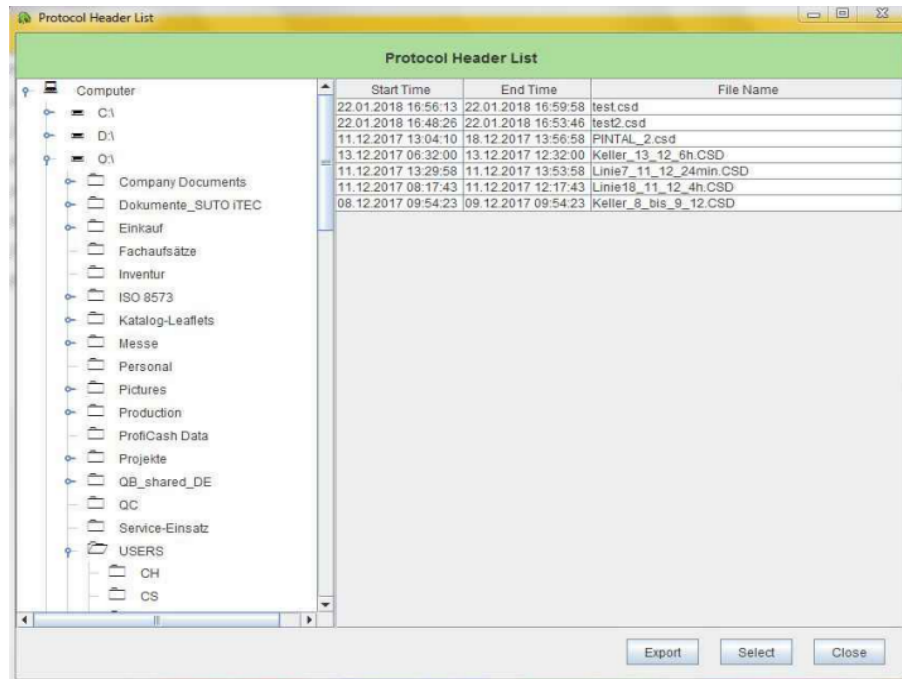 Protocol Header List
Protocol Header List
Computer
C:\
D:\
O:\
Company Documents
Dokumente_SUTO iTEC
Einkauf
Fachaufsätze
Inventur
ISO 8573
Katalog-Leaflets
Messe
Personal
Pictures
Production
ProfiCash Data
Projekte
QB_shared_DE
QC
Service-Einsatz
USERS
CH
CS
Start Time End Time File Name
22.01.2018 16:56:13 22.01.2018 16:59:58 test.csd
22.01.2018 16:48:26 22.01.2018 16:53:46 test2.csd
11.12.2017 13:04:10 18.12.2017 13:56:58 PINTAL_2.csd
13.12.2017 06:32:00 13.12.2017 12:32:00 Keller_13_12_6h.CSD
11.12.2017 13:29:58 11.12.2017 13:53:58 Linie7_11_12_24min.CSD
11.12.2017 08:17:43 11.12.2017 12:17:43 Linie18_11_12_4h.CSD
08.12.2017 09:54:23 09.12.2017 09:54:23 Keller_8_bis_9_12.CSD
Export Select Close